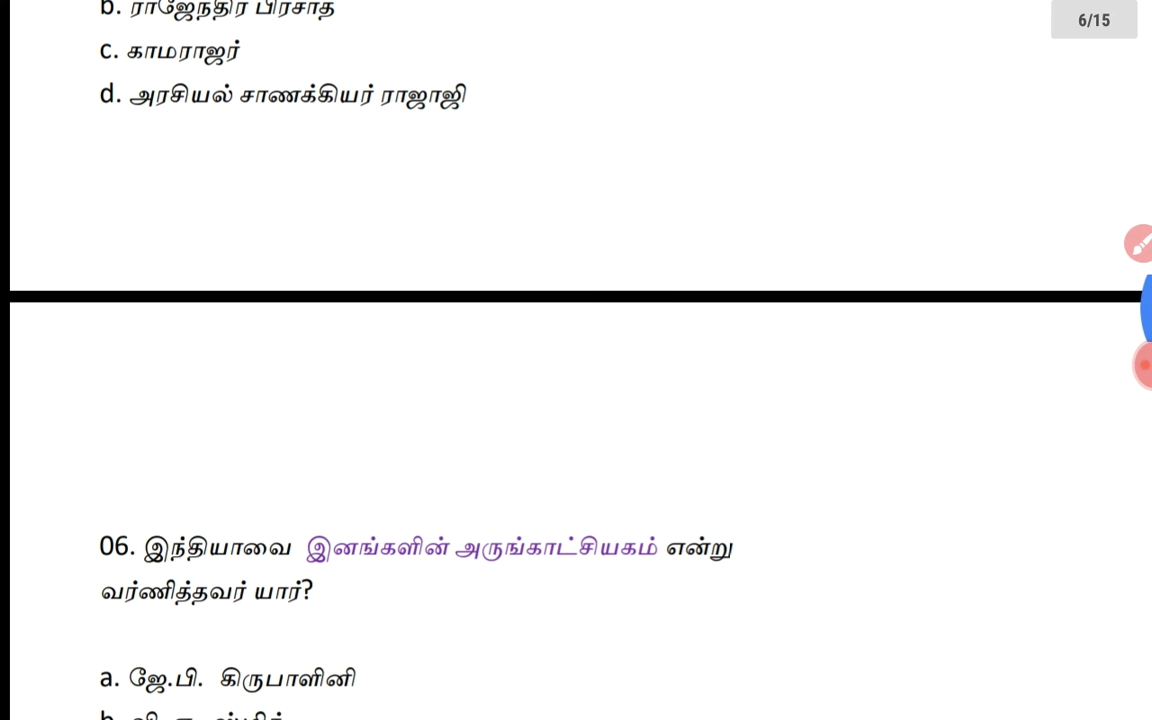 b. ராஜேந்திர பிரசாத்
6/15
c. காமராஜர்
d. அரசியல் சாணக்கியர் ராஜாஜி
06. இந்தியாவை இனங்களின் அருங்காட்சியகம் என்று
வர்ணித்தவர் யார்?
a. ஜே.பி. கிருபாளினி